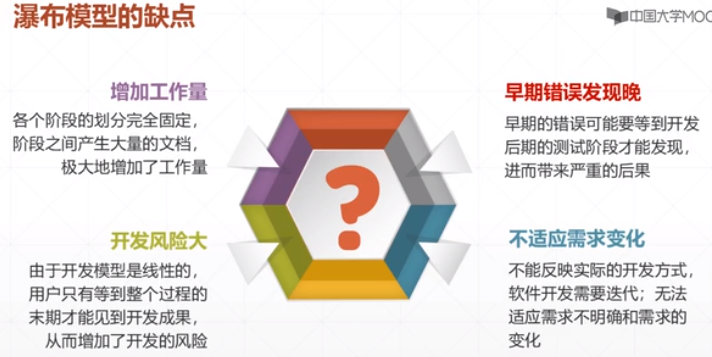 瀑布模型的缺点
中国大学MOO
增加工作量
各个阶段的划分完全固定，
阶段之间产生大量的文档，
极大地增加了工作量
早期错误发现晚
早期的错误可能要等到开发
后期的测试阶段才能发现，
进而带来严重的后果
?
开发风险大
由于开发模型是线性的，
用户只有等到整个过程的
末期才能见到开发成果，
从而增加了开发的风险
不适应需求变化
不能反映实际的开发方式，
软件开发需要迭代；无法
适应需求不明确和需求的
变化